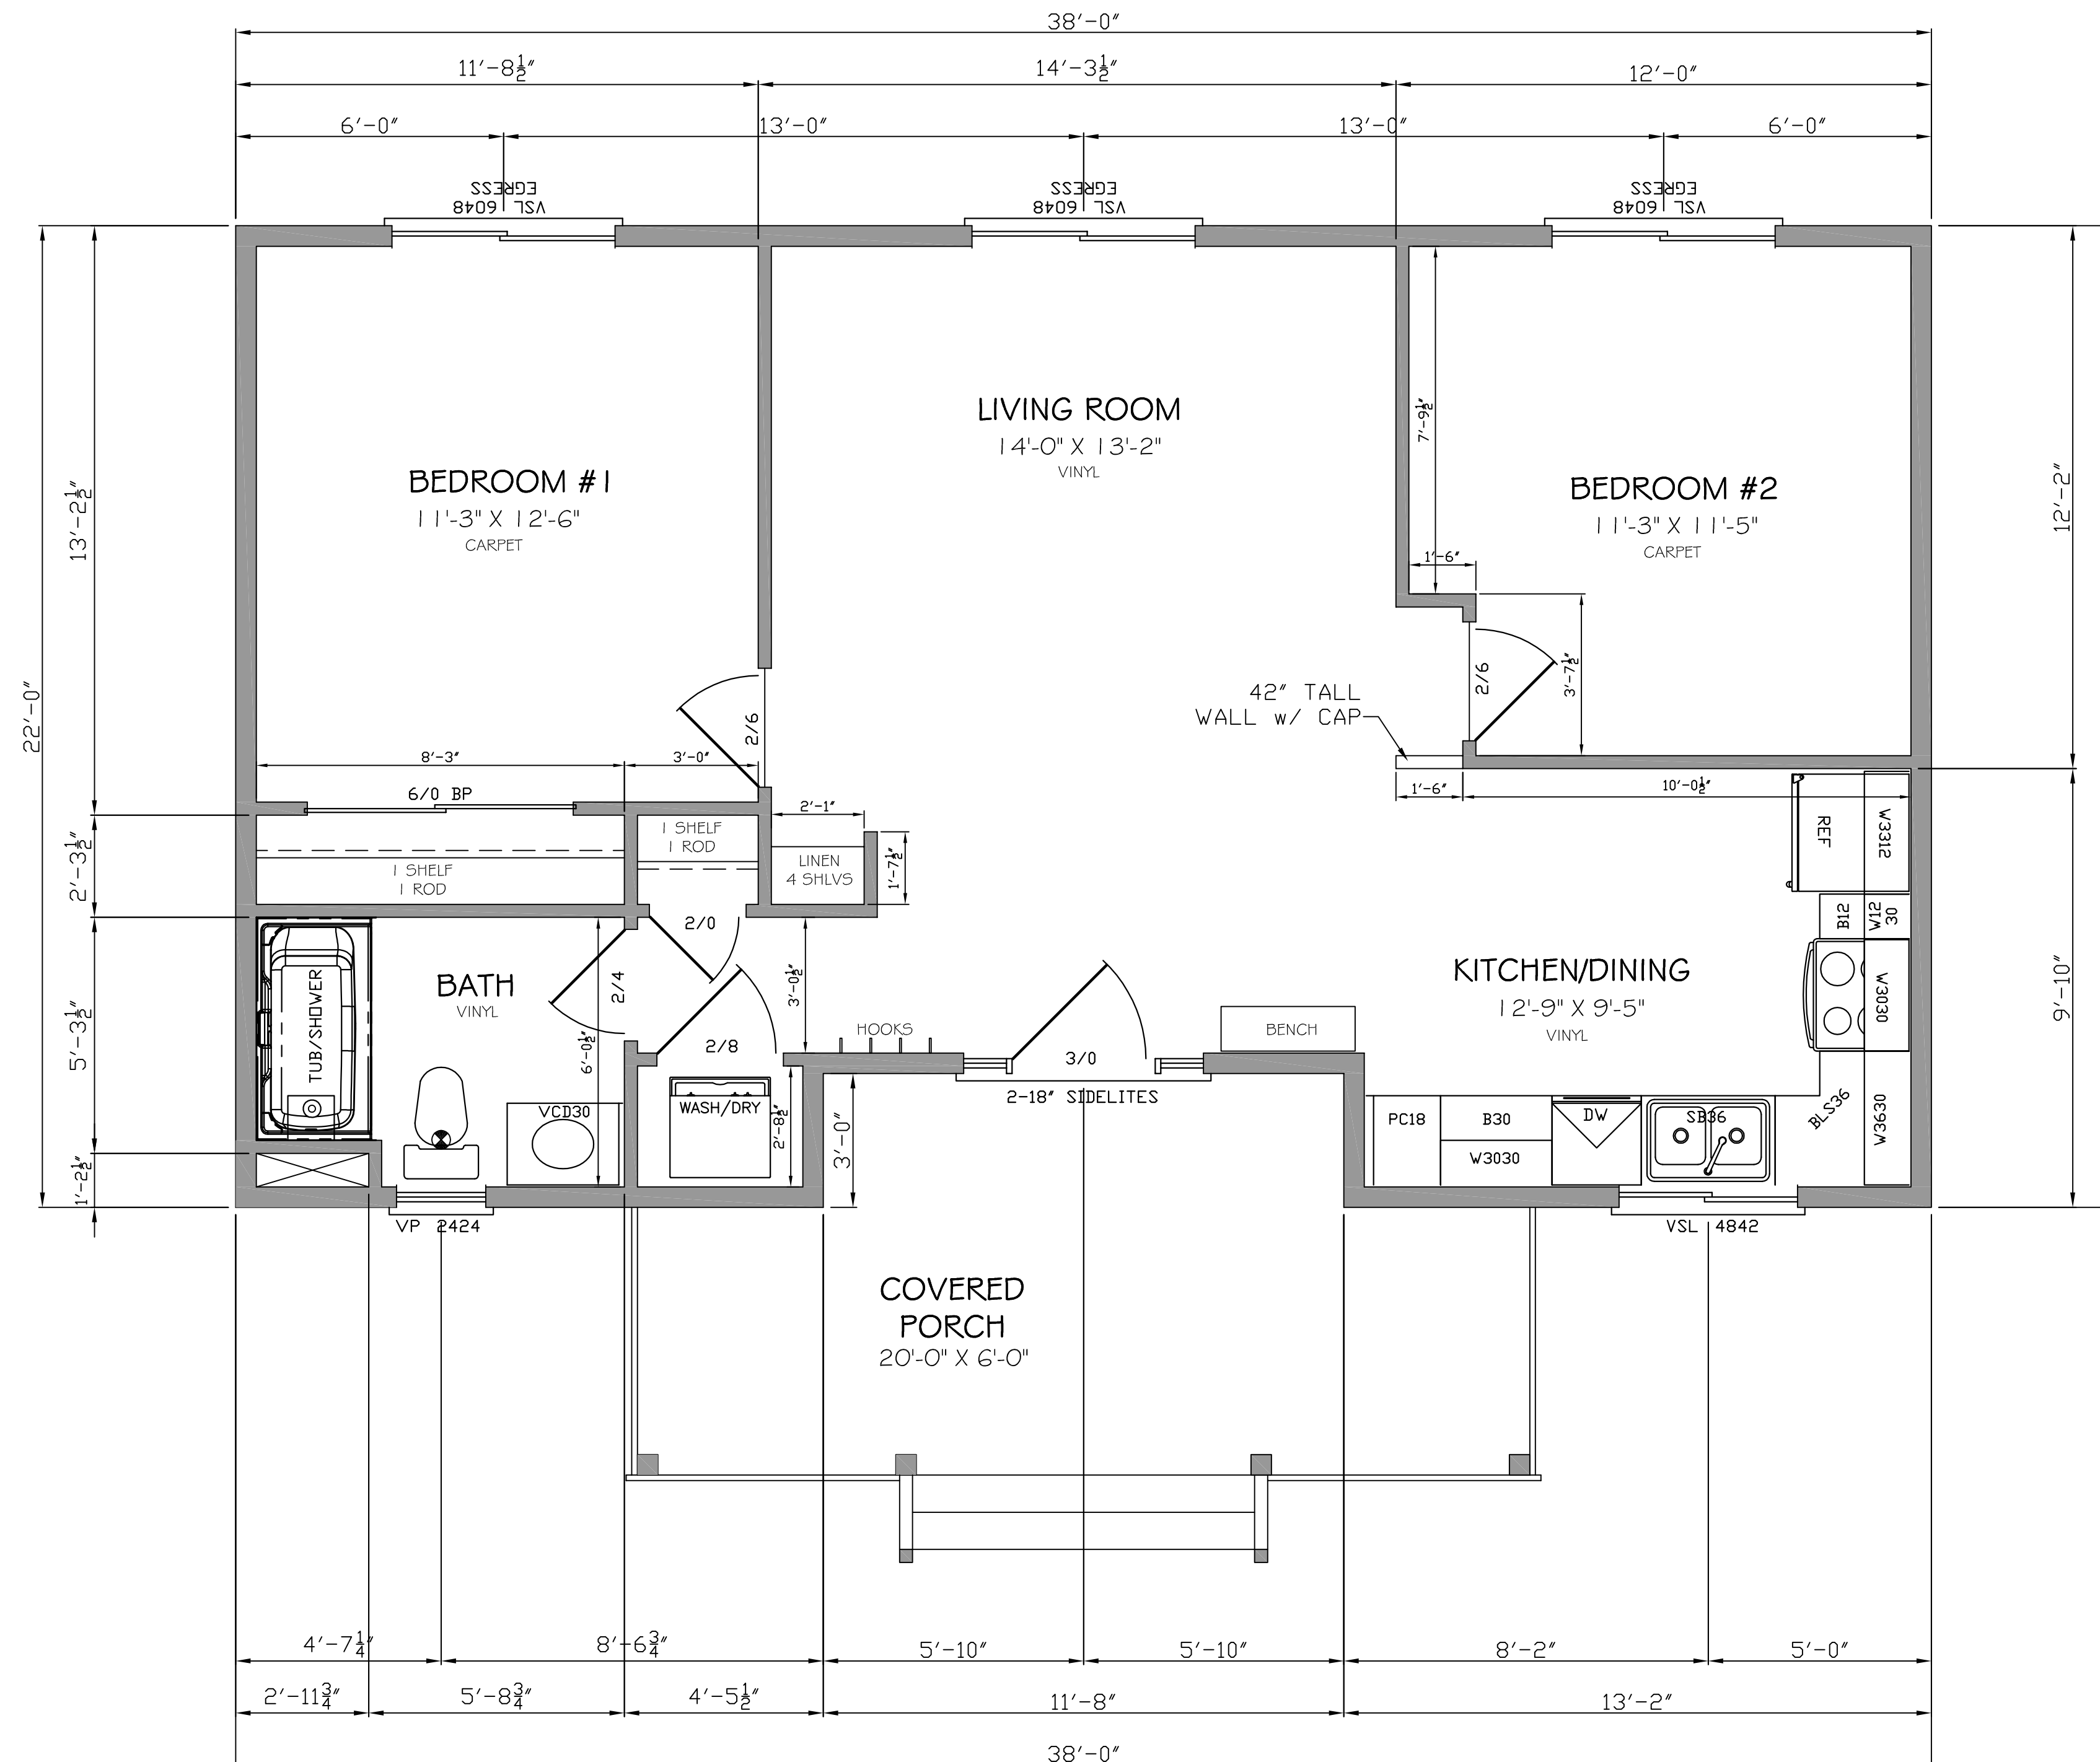 38'-0"
11'-8½"
14'-3½"
12'-0"
6'-0"
13'-0"
13'-0"
6'-0"
VSL 6048
EGRESS
VSL 6048
EGRESS
VSL 6048
EGRESS
22'-0"
13'-2½"
2'-3½"
5'-3½"
1'-2½"
BEDROOM #1
11'-3" X 12'-6"
CARPET
LIVING ROOM
14'-0" X 13'-2"
VINYL
7'-9½"
BEDROOM #2
11'-3" X 11'-5"
CARPET
1'-6"
2/6
3'-7½"
12'-2"
9'-10"
42" TALL
WALL w/ CAP
2/6
8'-3"
3'-0"
6/0 BP
1 SHELF
1 ROD
1 SHELF
1 ROD
2'-1"
LINEN
4 SHLVS
1'-7½"
1'-6"
10'-0½"
REF
W3312
B12
W12
30
W3030
W3630
BLS36
KITCHEN/DINING
12'-9" X 9'-5"
VINYL
2/0
2/4
BATH
VINYL
TUB/SHOWER
6'-0½"
3'-0½"
2/8
HOOKS
3/0
BENCH
2-18" SIDELITES
VCD30
WASH/DRY
2'-8½"
3'-0"
PC18
B30
W3030
DW
SB36
VP 2424
VSL 4842
COVERED
PORCH
20'-0" X 6'-0"
4'-7¼"
8'-6¾"
5'-10"
5'-10"
8'-2"
5'-0"
2'-11¾"
5'-8¾"
4'-5½"
11'-8"
13'-2"
38'-0"